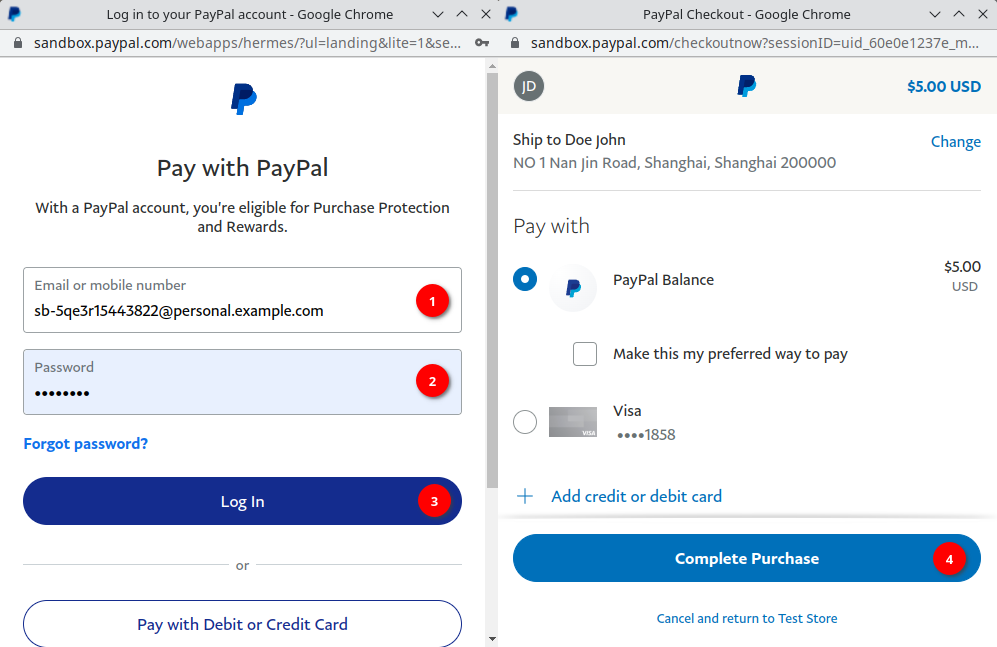 Log in to your PayPal account - Google Chrome
sandbox.paypal.com/webapps/hermes/?ul=landing&lite=1&se...
Pay with PayPal
With a PayPal account, you're eligible for Purchase Protection
and Rewards.
Email or mobile number
sb-5qe3r15443822@personal.example.com
1
Password
••••••••
2
Forgot password?
Log In
3
or
Pay with Debit or Credit Card
PayPal Checkout - Google Chrome
sandbox.paypal.com/checkoutnow?sessionID=uid_60e0e1237e_m...
JD
$5.00 USD
Ship to Doe John
Change
NO 1 Nan Jin Road, Shanghai, Shanghai 200000
Pay with
PayPal Balance
$5.00
USD
Make this my preferred way to pay
Visa
VISA
••••1858
Add credit or debit card
Complete Purchase
4
Cancel and return to Test Store